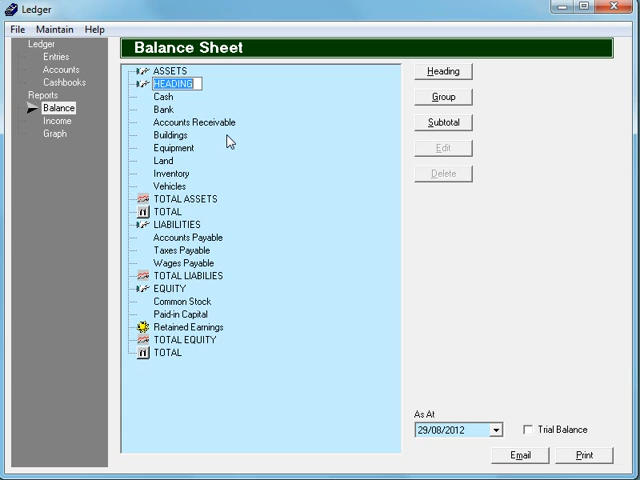 Ledger
File Maintain Help
Ledger
Entries
Accounts
Cashbooks
Reports
Balance
Income
Graph
Balance Sheet
ASSETS
HEADING
Cash
Bank
Accounts Receivable
Buildings
Equipment
Land
Inventory
Vehicles
TOTAL ASSETS
TOTAL
LIABILITIES
Accounts Payable
Taxes Payable
Wages Payable
TOTAL LIABILIES
EQUITY
Common Stock
Paid-in Capital
Retained Earnings
TOTAL EQUITY
TOTAL
Heading
Group
Subtotal
Edit
Delete
As At
29/08/2012
Trial Balance
Email Print